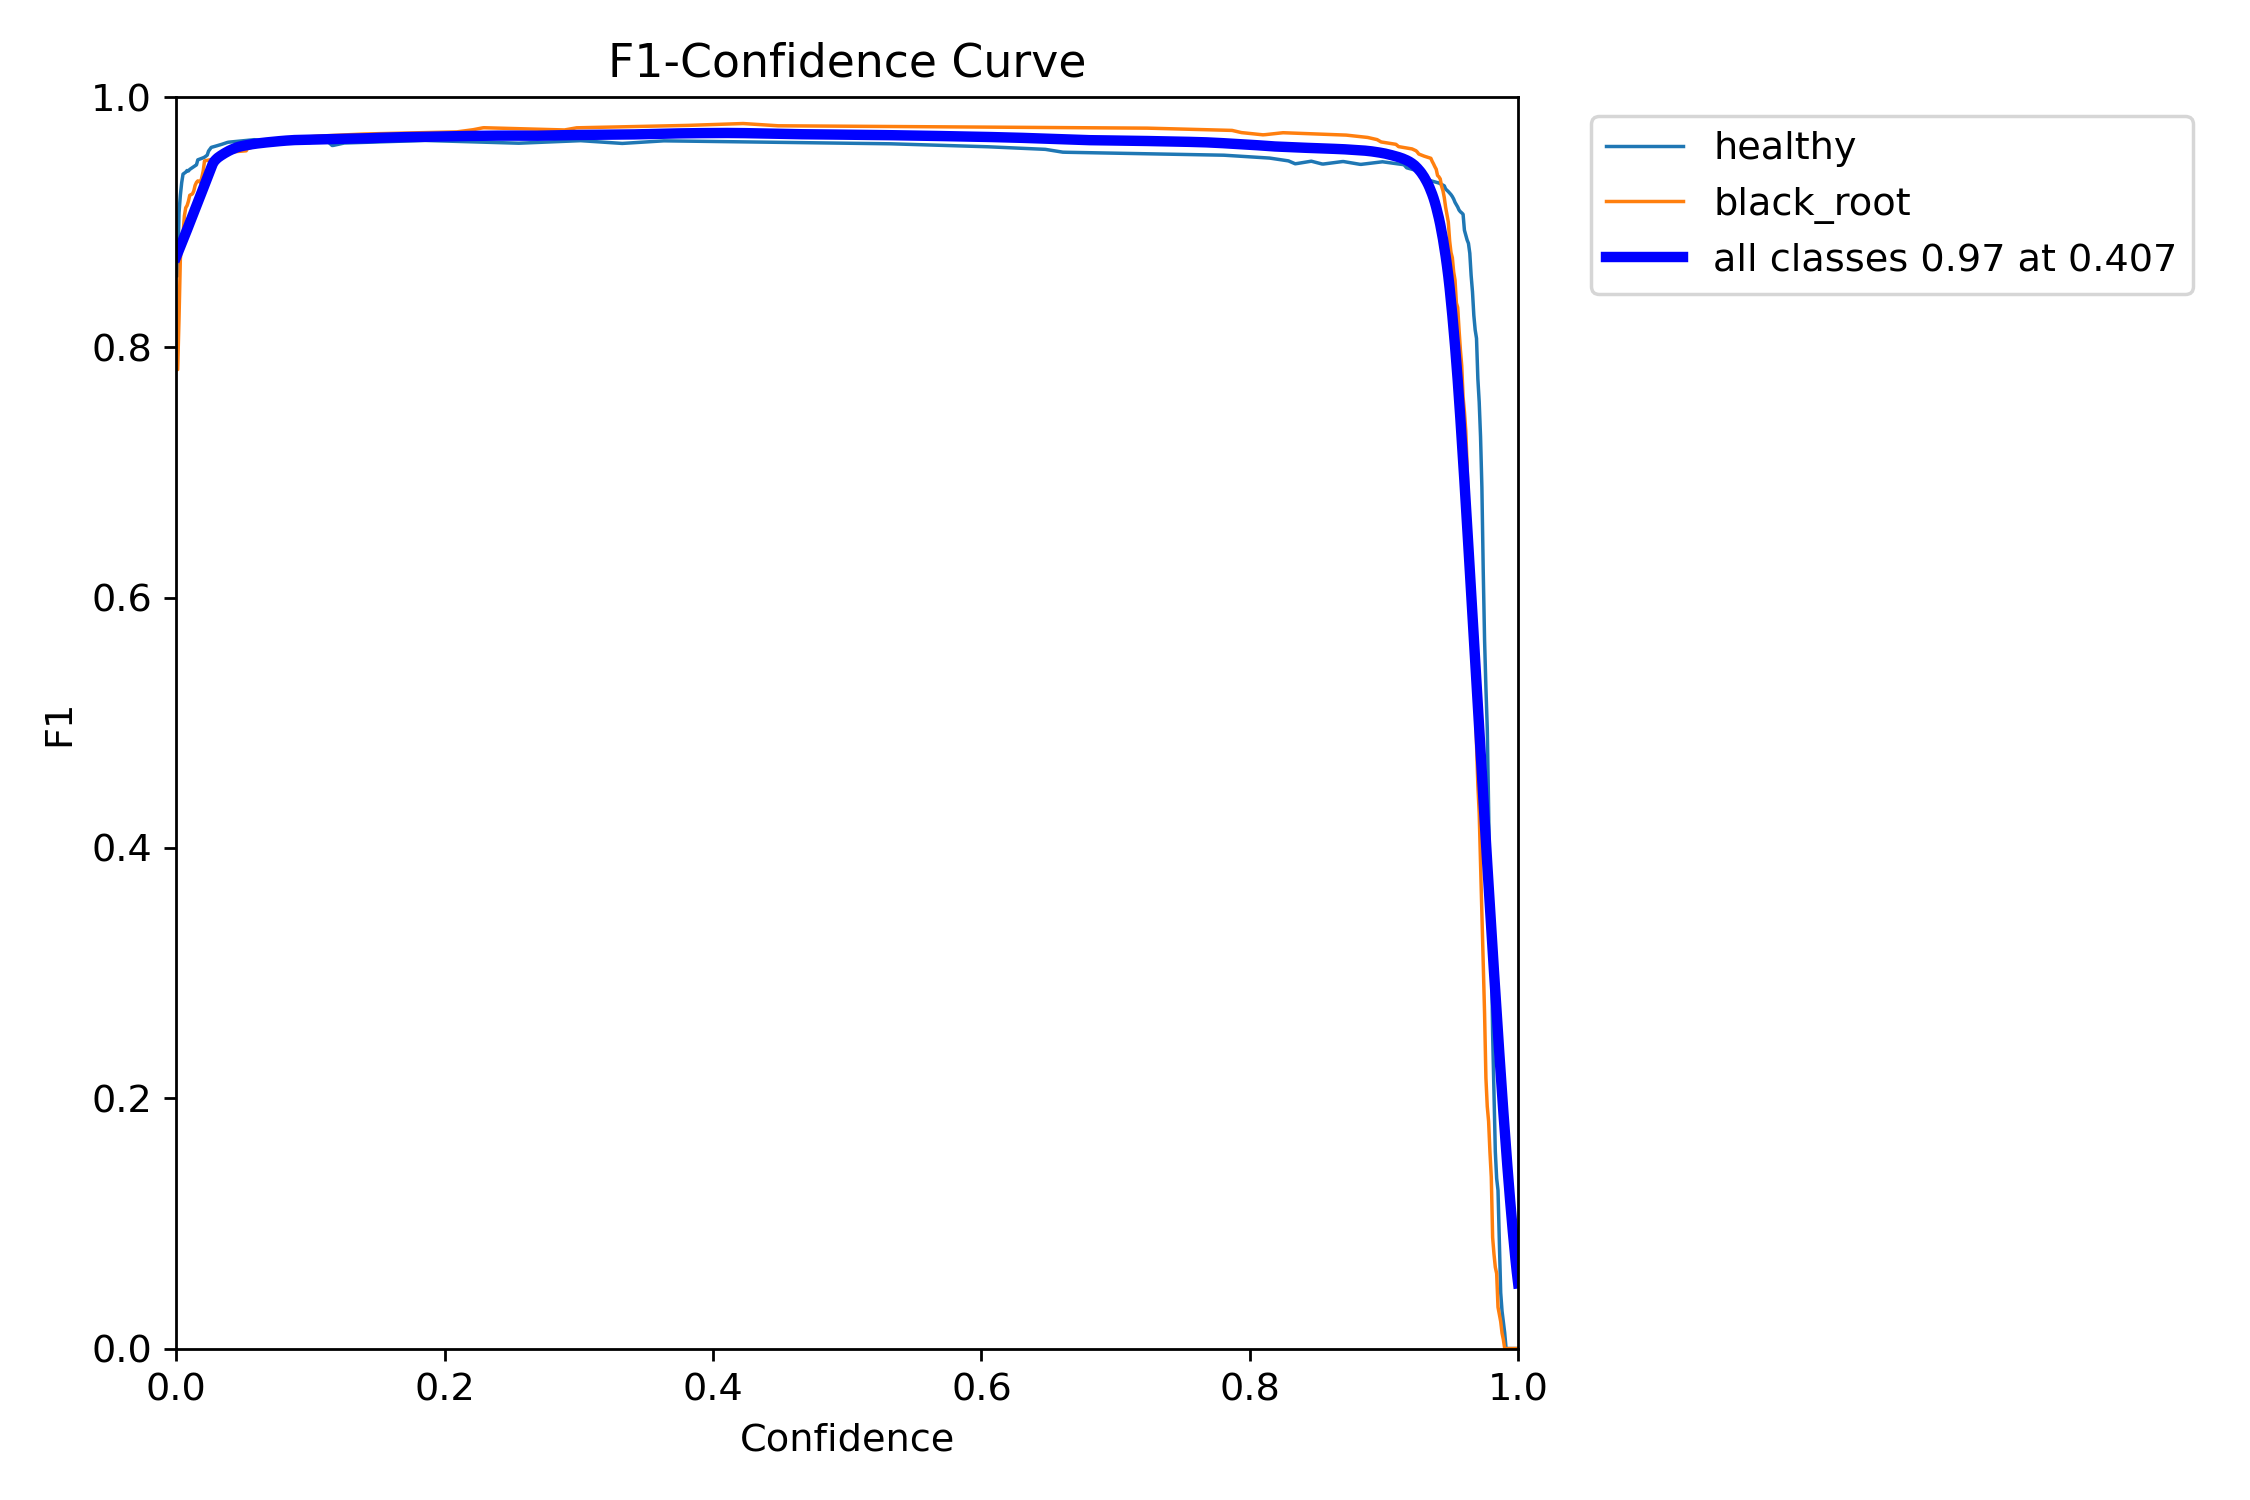 F1-Confidence Curve
1.0
0.8
0.6
0.4
0.2
0.0
F1
0.0 0.2 0.4 0.6 0.8 1.0
Confidence
healthy
black_root
all classes 0.97 at 0.407